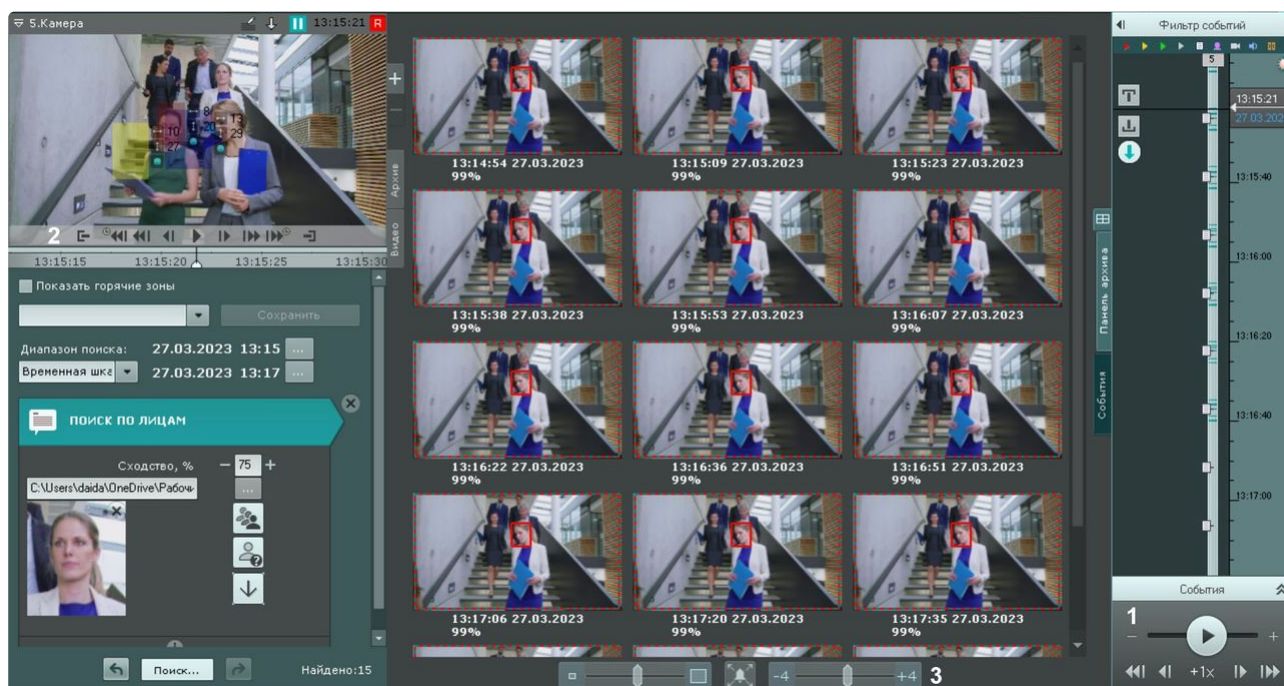 5.Камера
13:15:21
R
10
27
8
20
13
29
2
13:15:15
13:15:20
13:15:25
13:15:30
Показать горячие зоны
Сохранить
Диапазон поиска:
27.03.2023 13:15
...
Временная шка
27.03.2023 13:17
...
ПОИСК ПО ЛИЦАМ
Сходство, %
− 75 +
C:\Users\daida\OneDrive\Рабочи
...
Поиск...
Найдено:15
Архив
Видео
13:14:54 27.03.2023
99%
13:15:09 27.03.2023
99%
13:15:23 27.03.2023
99%
13:15:38 27.03.2023
99%
13:15:53 27.03.2023
99%
13:16:07 27.03.2023
99%
13:16:22 27.03.2023
99%
13:16:36 27.03.2023
99%
13:16:51 27.03.2023
99%
13:17:06 27.03.2023
99%
13:17:20 27.03.2023
99%
13:17:35 27.03.2023
99%
-4
+4
3
Панель архива
События
Фильтр событий
5
13:15:21
27.03.202
13:15:40
13:16:00
13:16:20
13:16:40
13:17:00
События
1
− +
+1x